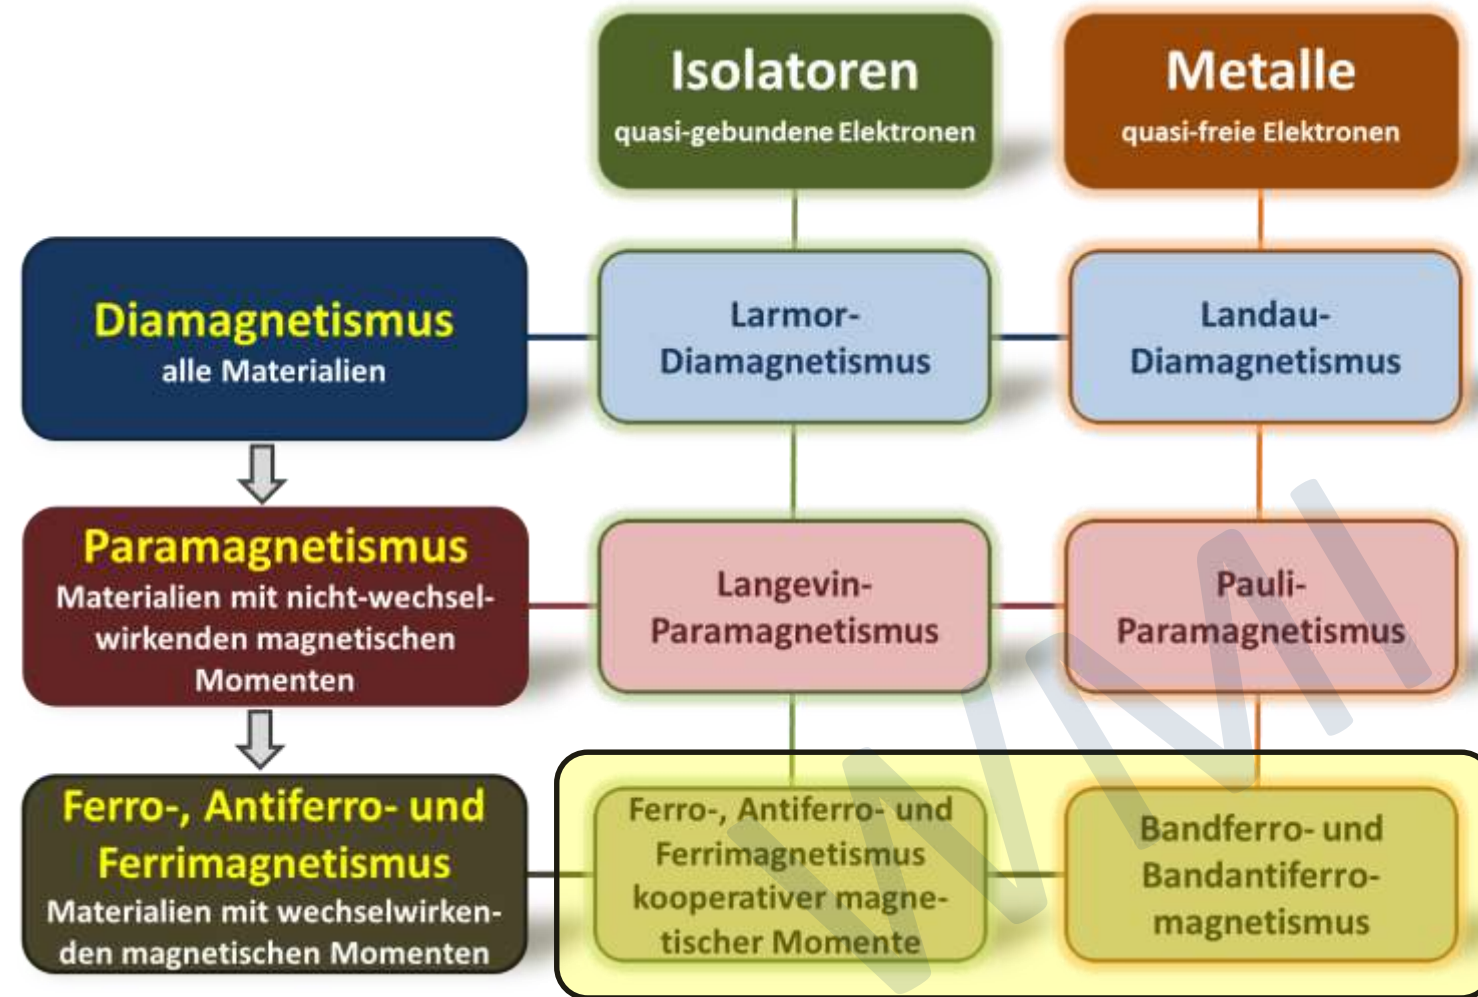 Isolatoren
quasi-gebundene Elektronen
Metalle
quasi-freie Elektronen
Diamagnetismus
alle Materialien
Larmor-
Diamagnetismus
Landau-
Diamagnetismus
Paramagnetismus
Materialien mit nicht-wechsel-
wirkenden magnetischen
Momenten
Langevin-
Paramagnetismus
Pauli-
Paramagnetismus
Ferro-, Antiferro- und
Ferrimagnetismus
Materialien mit wechselwirken-
den magnetischen Momenten
Ferro-, Antiferro- und
Ferrimagnetismus
kooperativer magne-
tischer Momente
Bandferro- und
Bandantiferro-
magnetismus
WMI